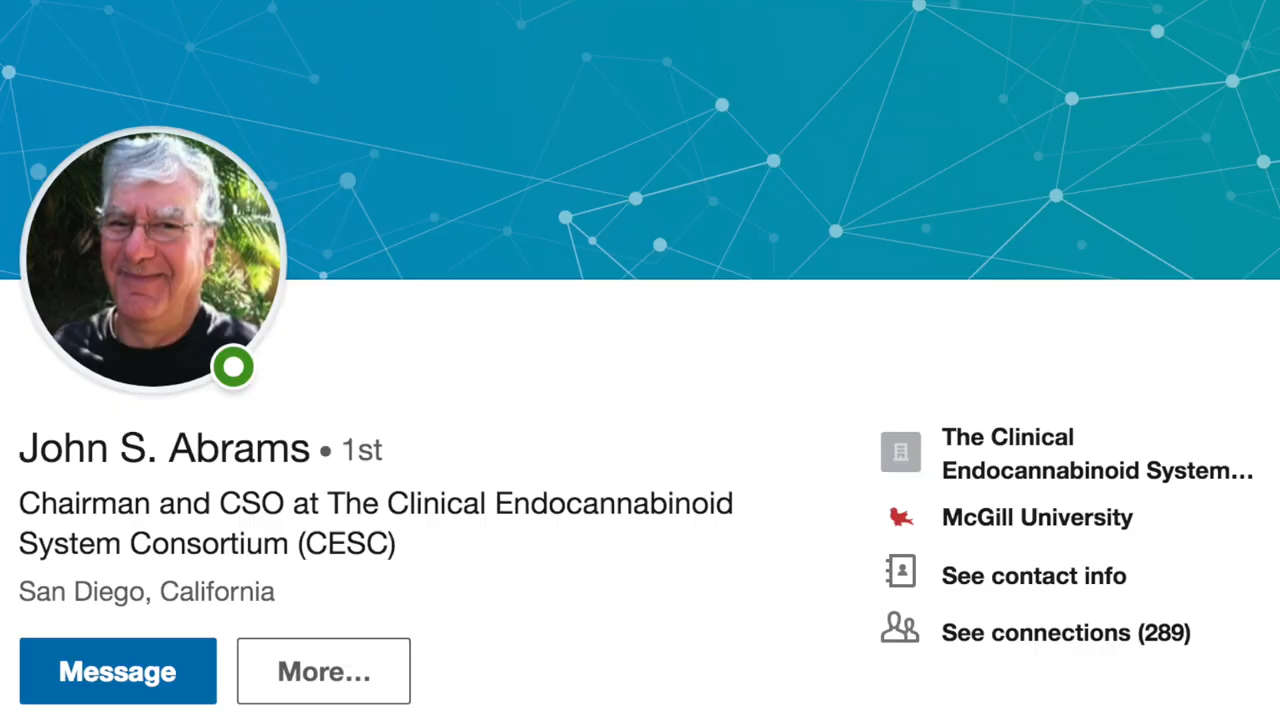 John S. Abrams • 1st
Chairman and CSO at The Clinical Endocannabinoid
System Consortium (CESC)
San Diego, California
Message
More...
The Clinical
Endocannabinoid System...
McGill University
See contact info
See connections (289)